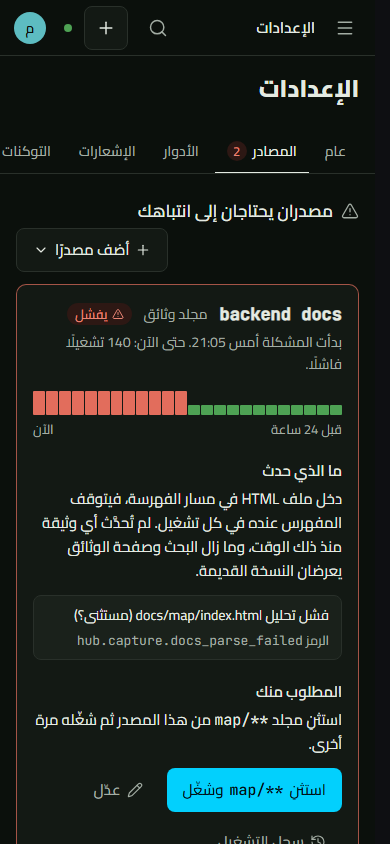 الإعدادات
م
الإعدادات
عام
المصادر 2
الأدوار
الإشعارات
التوكنات
مصدران يحتاجان إلى انتباهك
أضف مصدرًا
backend docs مجلد وثائق يفشل
بدأت المشكلة أمس 21:05. حتى الآن: 140 تشغيلًا
فاشلًا.
قبل 24 ساعة
الآن
ما الذي حدث
دخل ملف HTML في مسار الفهرسة، فيتوقف
المفهرس عنده في كل تشغيل. لم تُحدَّث أي وثيقة
منذ ذلك الوقت، وما زال البحث وصفحة الوثائق
يعرضان النسخة القديمة.
فشل تحليل docs/map/index.html (مستثنى؟)
الرمز hub.capture.docs_parse_failed
المطلوب منك
استثنِ مجلد map/** من هذا المصدر ثم شغّله مرة
أخرى.
استثنِ map/** وشغّل
عدّل
سجل التشغيل